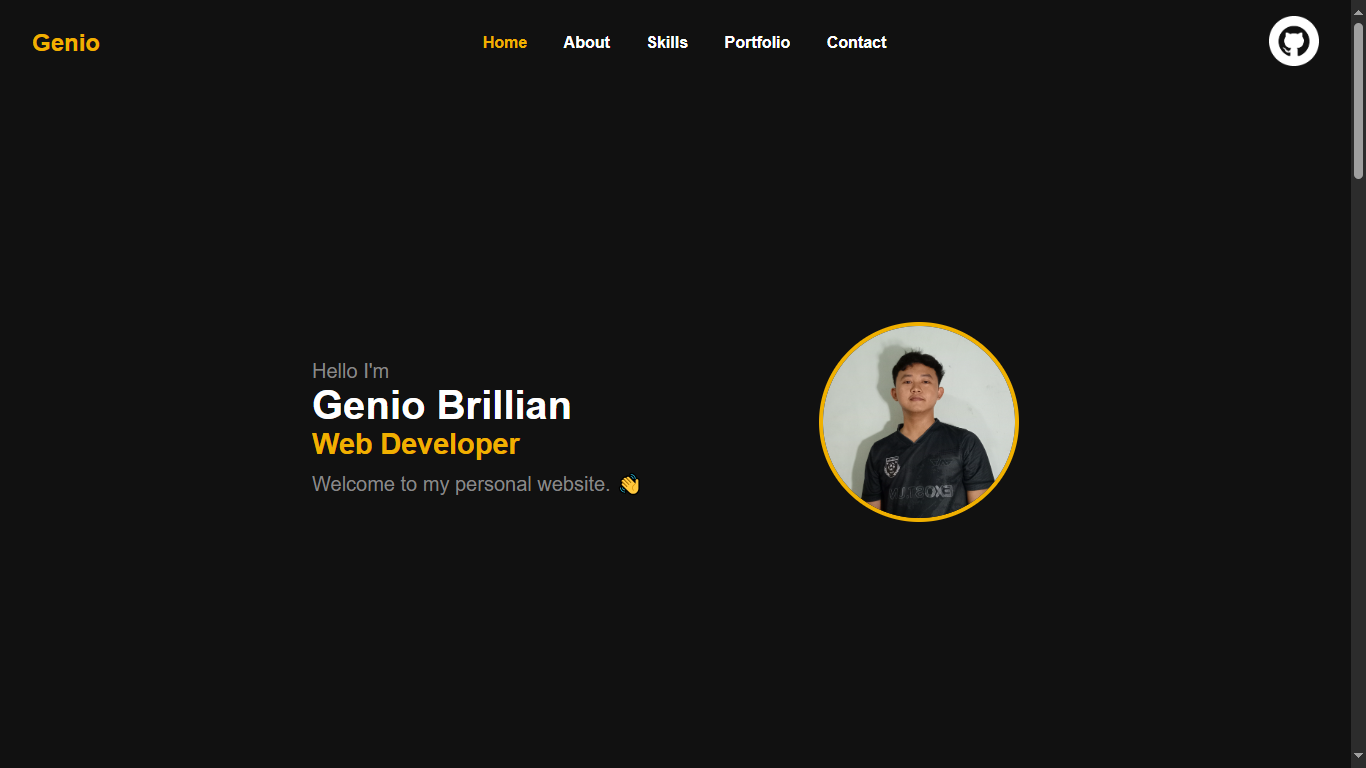 Genio
Home About Skills Portfolio Contact
Hello I'm
Genio Brillian
Web Developer
Welcome to my personal website. 👋